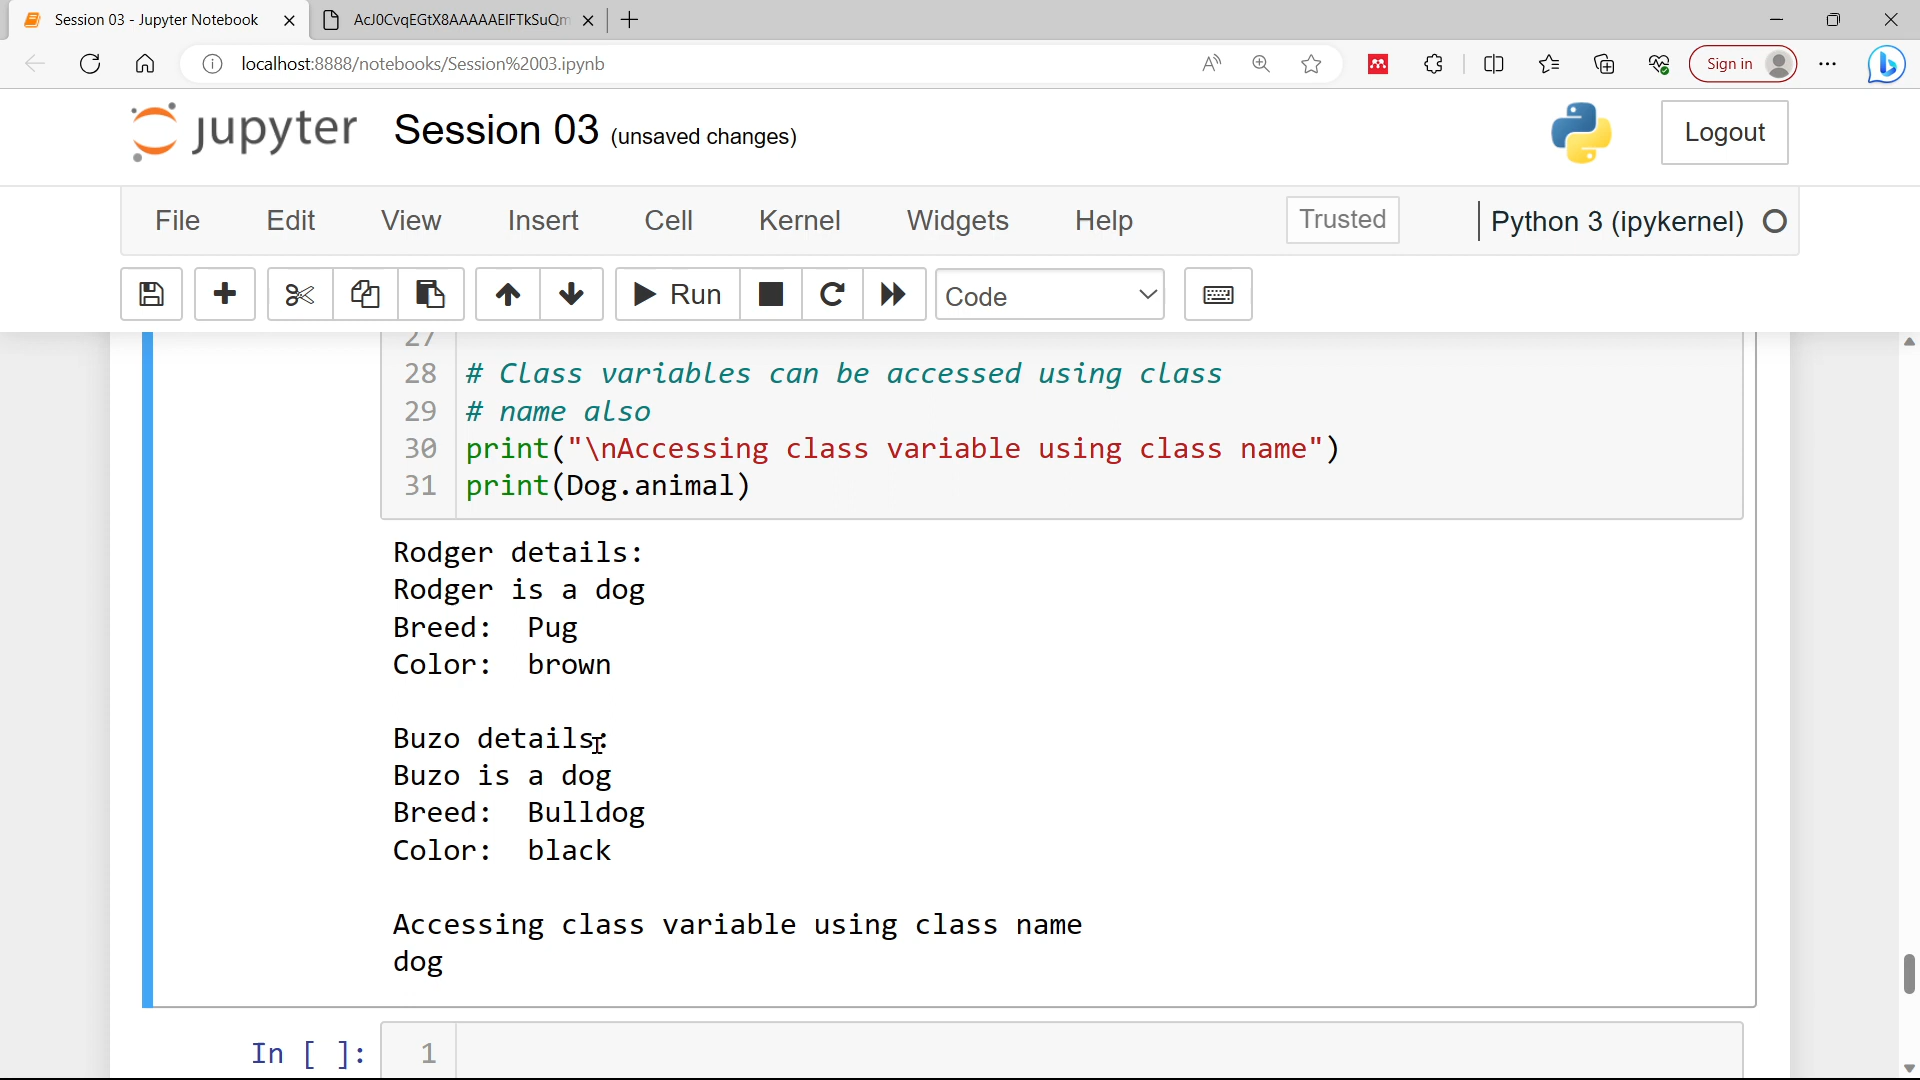 Session 03 - Jupyter Notebook
AcJ0CvqEGtX8AAAAAElFTkSuQm
localhost:8888/notebooks/Session%2003.ipynb
Sign in
jupyter Session 03 (unsaved changes)
Logout
File Edit View Insert Cell Kernel Widgets Help Trusted Python 3 (ipykernel)
Run Code
27
28 # Class variables can be accessed using class
29 # name also
30 print("\nAccessing class variable using class name")
31 print(Dog.animal)
Rodger details:
Rodger is a dog
Breed: Pug
Color: brown
Buzo details:
Buzo is a dog
Breed: Bulldog
Color: black
Accessing class variable using class name
dog
In [ ]: 1